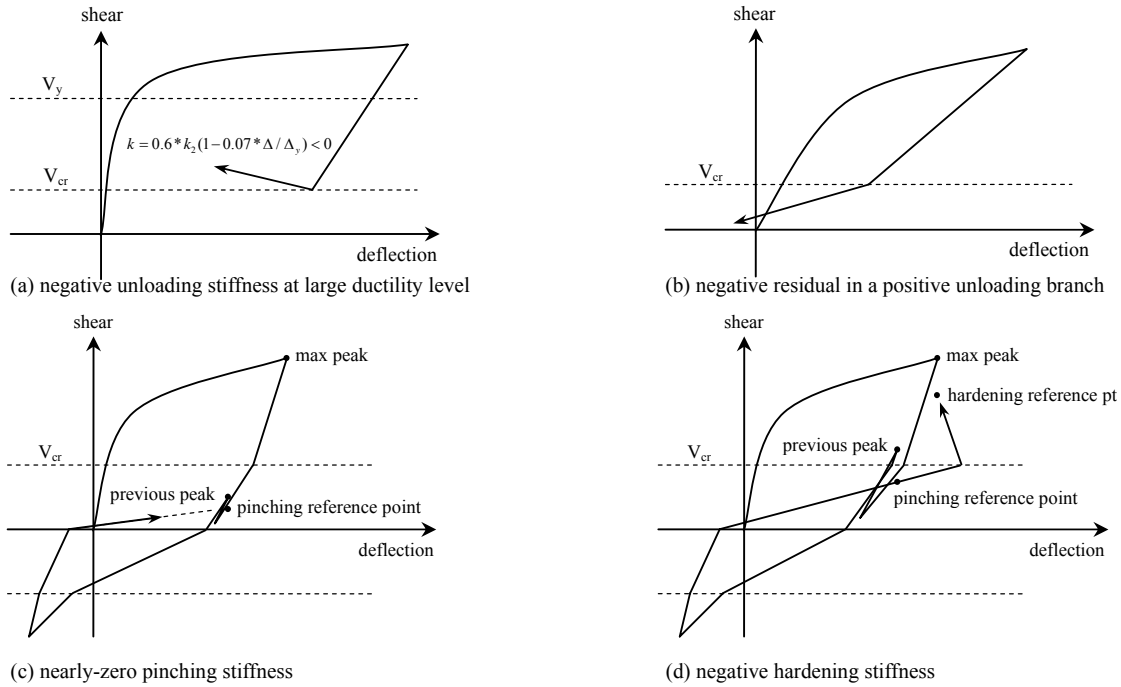 shear
V_y
k = 0.6 * k_2 (1 − 0.07 * Δ / Δ_y) < 0
V_cr
deflection
(a) negative unloading stiffness at large ductility level
shear
V_cr
deflection
(b) negative residual in a positive unloading branch
shear
max peak
V_cr
previous peak
pinching reference point
deflection
(c) nearly-zero pinching stiffness
shear
max peak
hardening reference pt
previous peak
V_cr
pinching reference point
deflection
(d) negative hardening stiffness